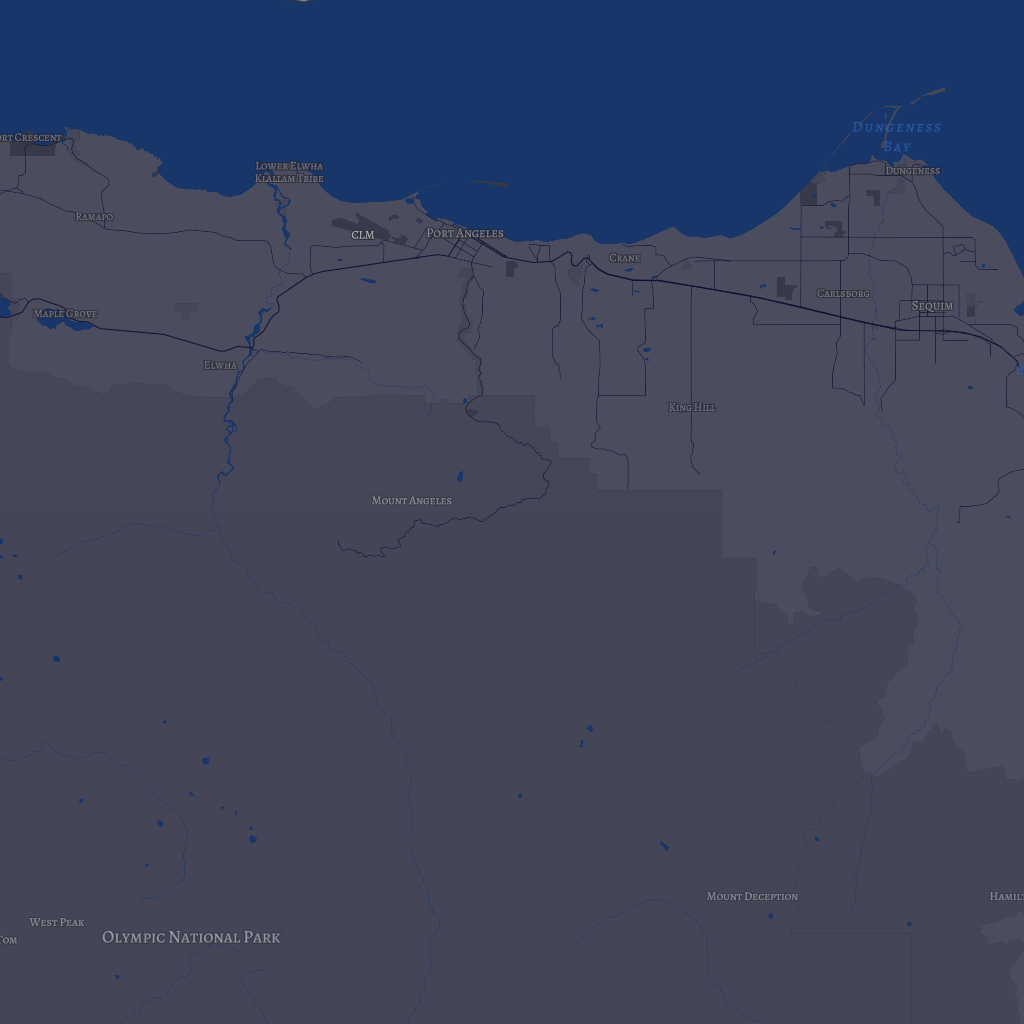 Dungeness
Bay
ort Crescent
Lower Elwha
Klallam Tribe
Dungeness
Ramapo
CLM
Port Angeles
Crane
Carlsborg
Sequim
Maple Grove
Elwha
King Hill
Mount Angeles
Mount Deception
Hamilt
West Peak
Tom
Olympic National Park